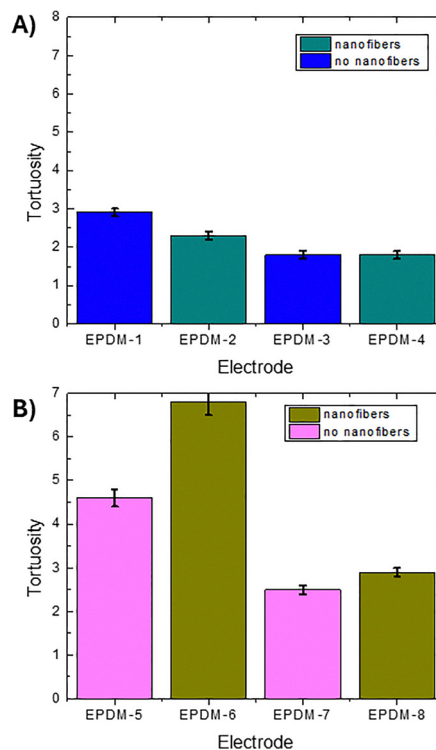 A)
8
7
6
5
4
3
2
1
0
Tortuosity
nanofibers
no nanofibers
EPDM-1 EPDM-2 EPDM-3 EPDM-4
Electrode
B)
7
6
5
4
3
2
1
0
Tortuosity
nanofibers
no nanofibers
EPDM-5 EPDM-6 EPDM-7 EPDM-8
Electrode